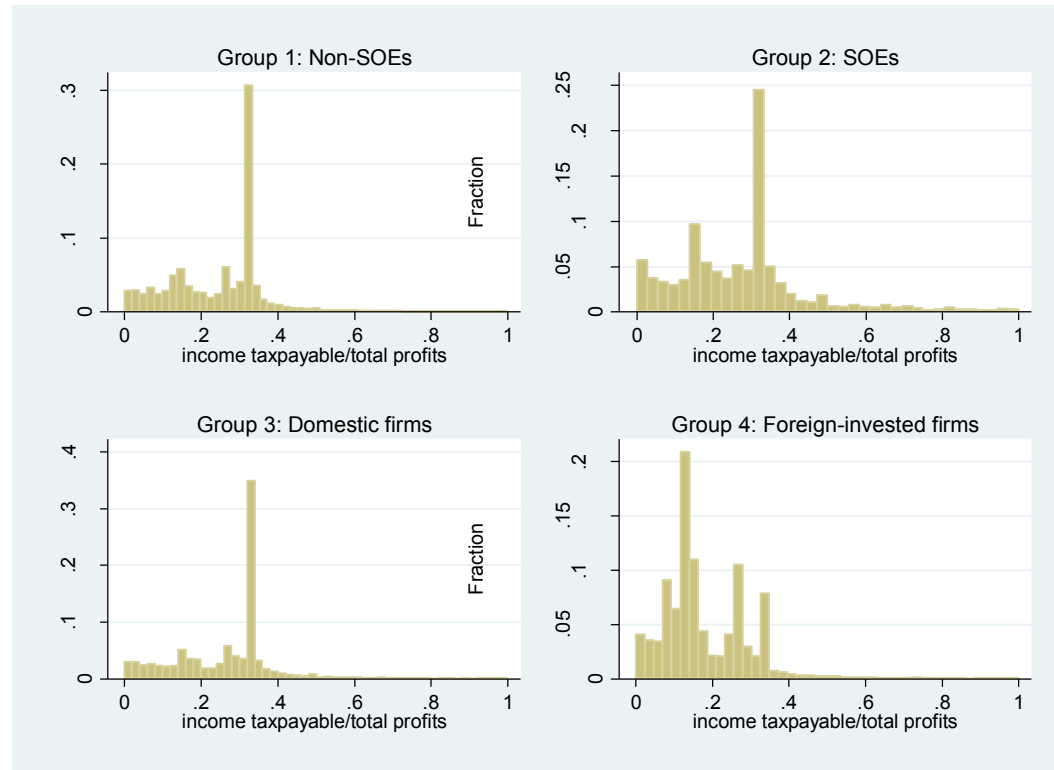 Group 1: Non-SOEs
.3
.2
.1
0
Fraction
0 .2 .4 .6 .8 1
income taxpayable/total profits
Group 2: SOEs
.25
.2
.15
.1
.05
0
0 .2 .4 .6 .8 1
income taxpayable/total profits
Group 3: Domestic firms
.4
.3
.2
.1
0
Fraction
0 .2 .4 .6 .8 1
income taxpayable/total profits
Group 4: Foreign-invested firms
.2
.15
.1
.05
0
0 .2 .4 .6 .8 1
income taxpayable/total profits